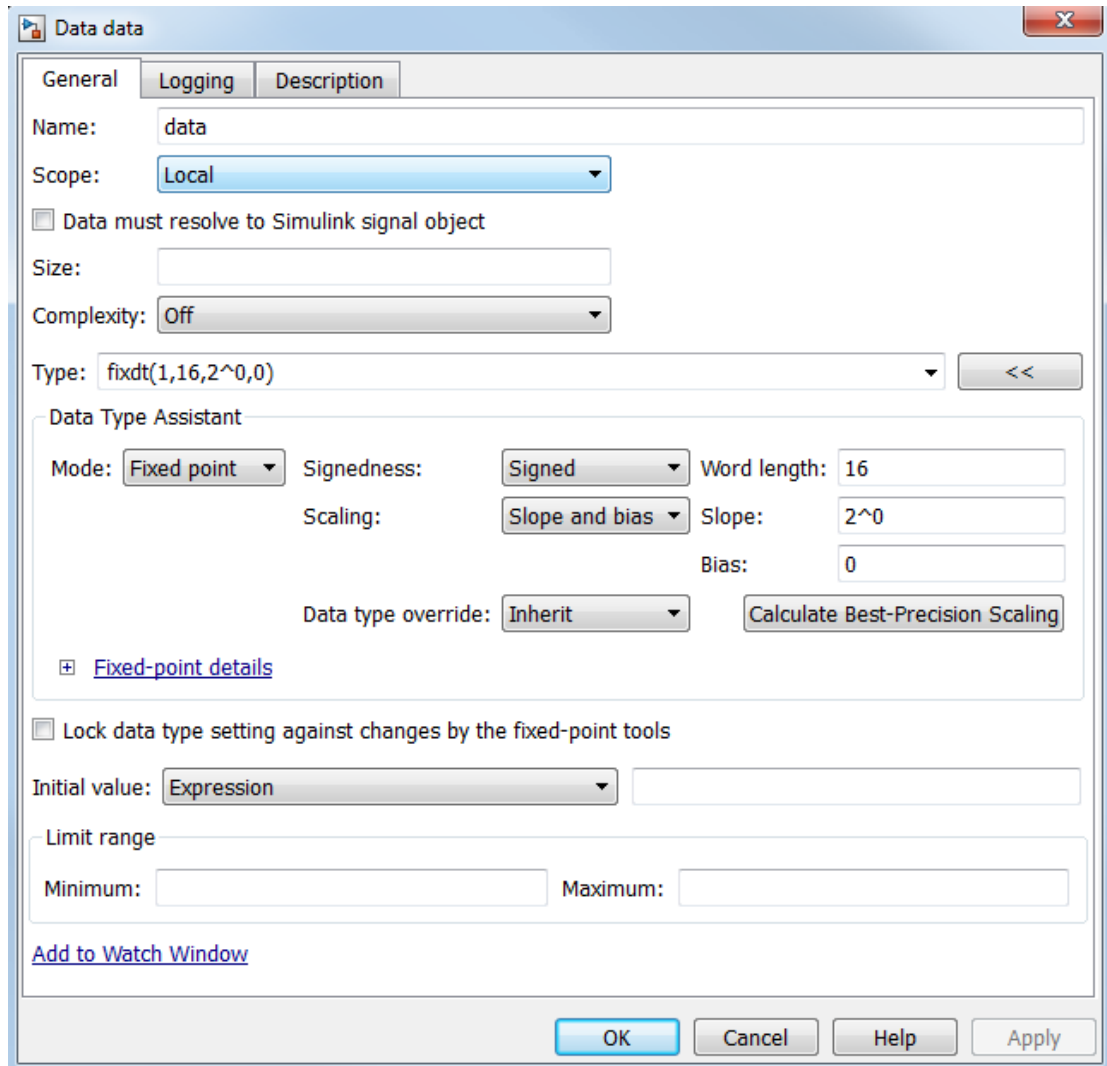 Data data
General Logging Description
Name: data
Scope: Local
Data must resolve to Simulink signal object
Size:
Complexity: Off
Type: fixdt(1,16,2^0,0) <<
Data Type Assistant
Mode: Fixed point Signedness: Signed Word length: 16
Scaling: Slope and bias Slope: 2^0
Bias: 0
Data type override: Inherit Calculate Best-Precision Scaling
Fixed-point details
Lock data type setting against changes by the fixed-point tools
Initial value: Expression
Limit range
Minimum: Maximum:
Add to Watch Window
OK Cancel Help Apply